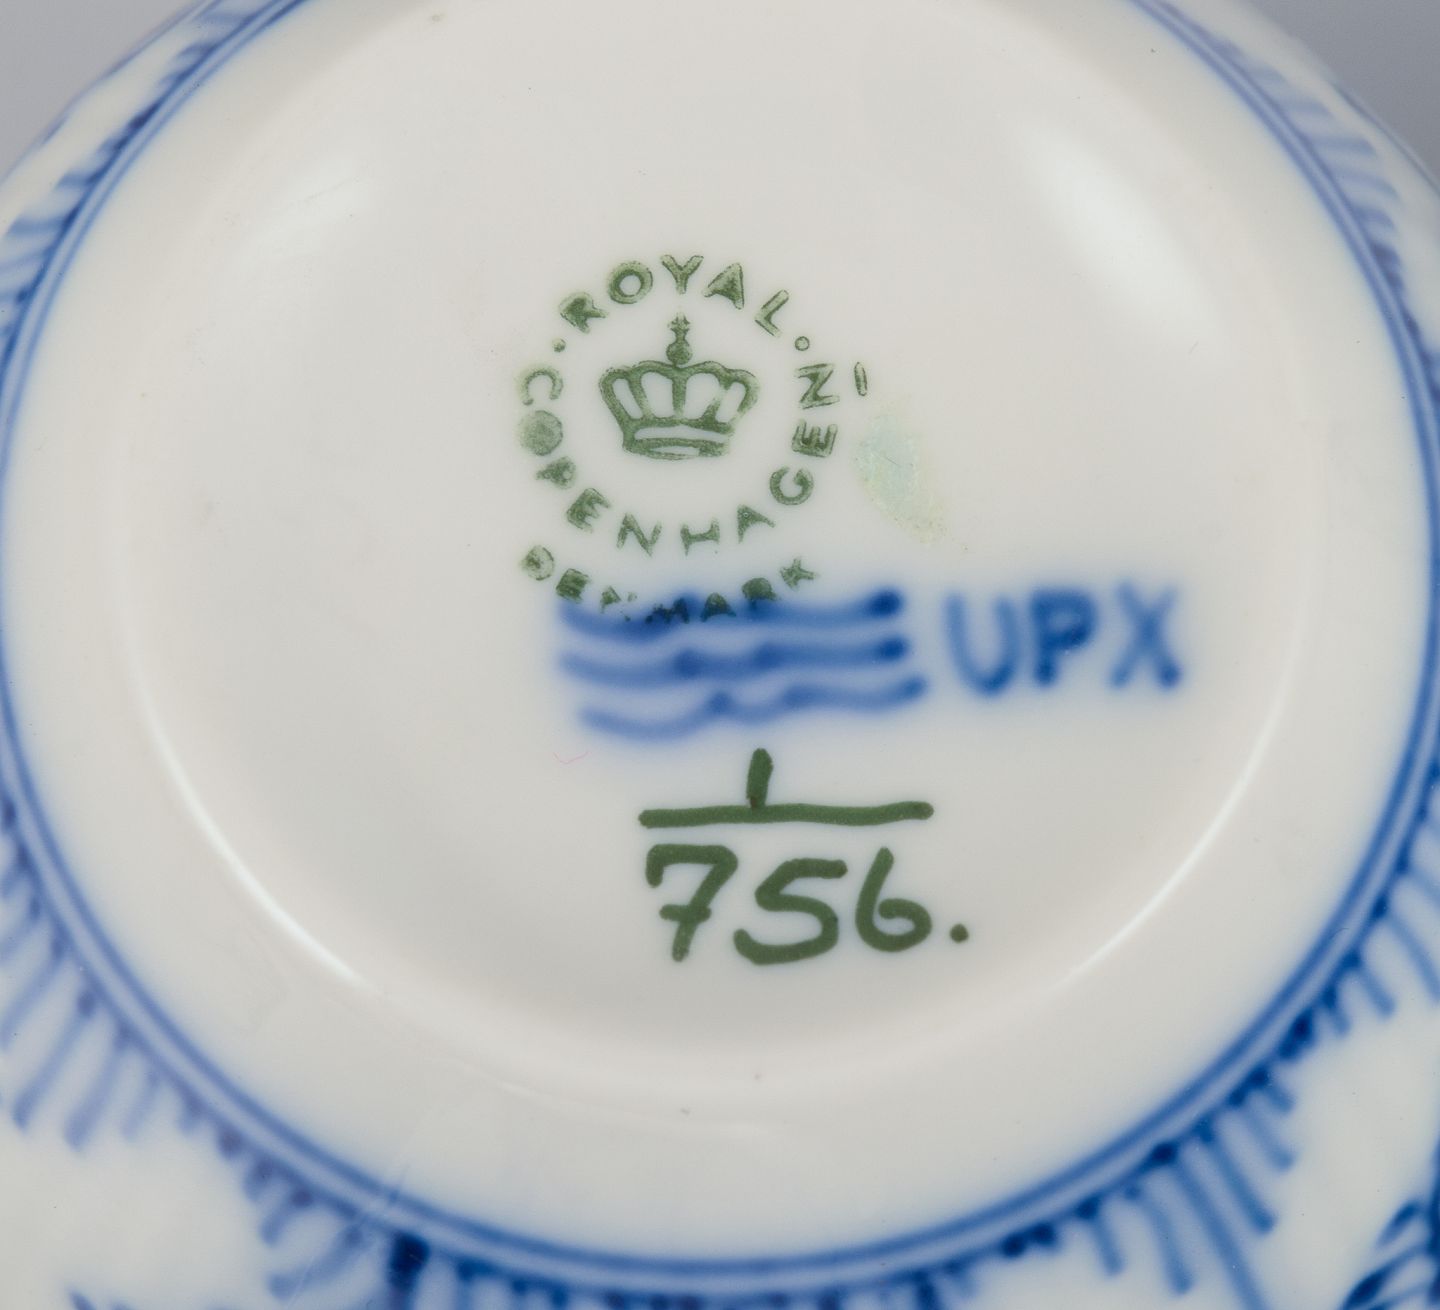 ROYAL
COPENHAGEN
DENMARK
UPX
1
756.